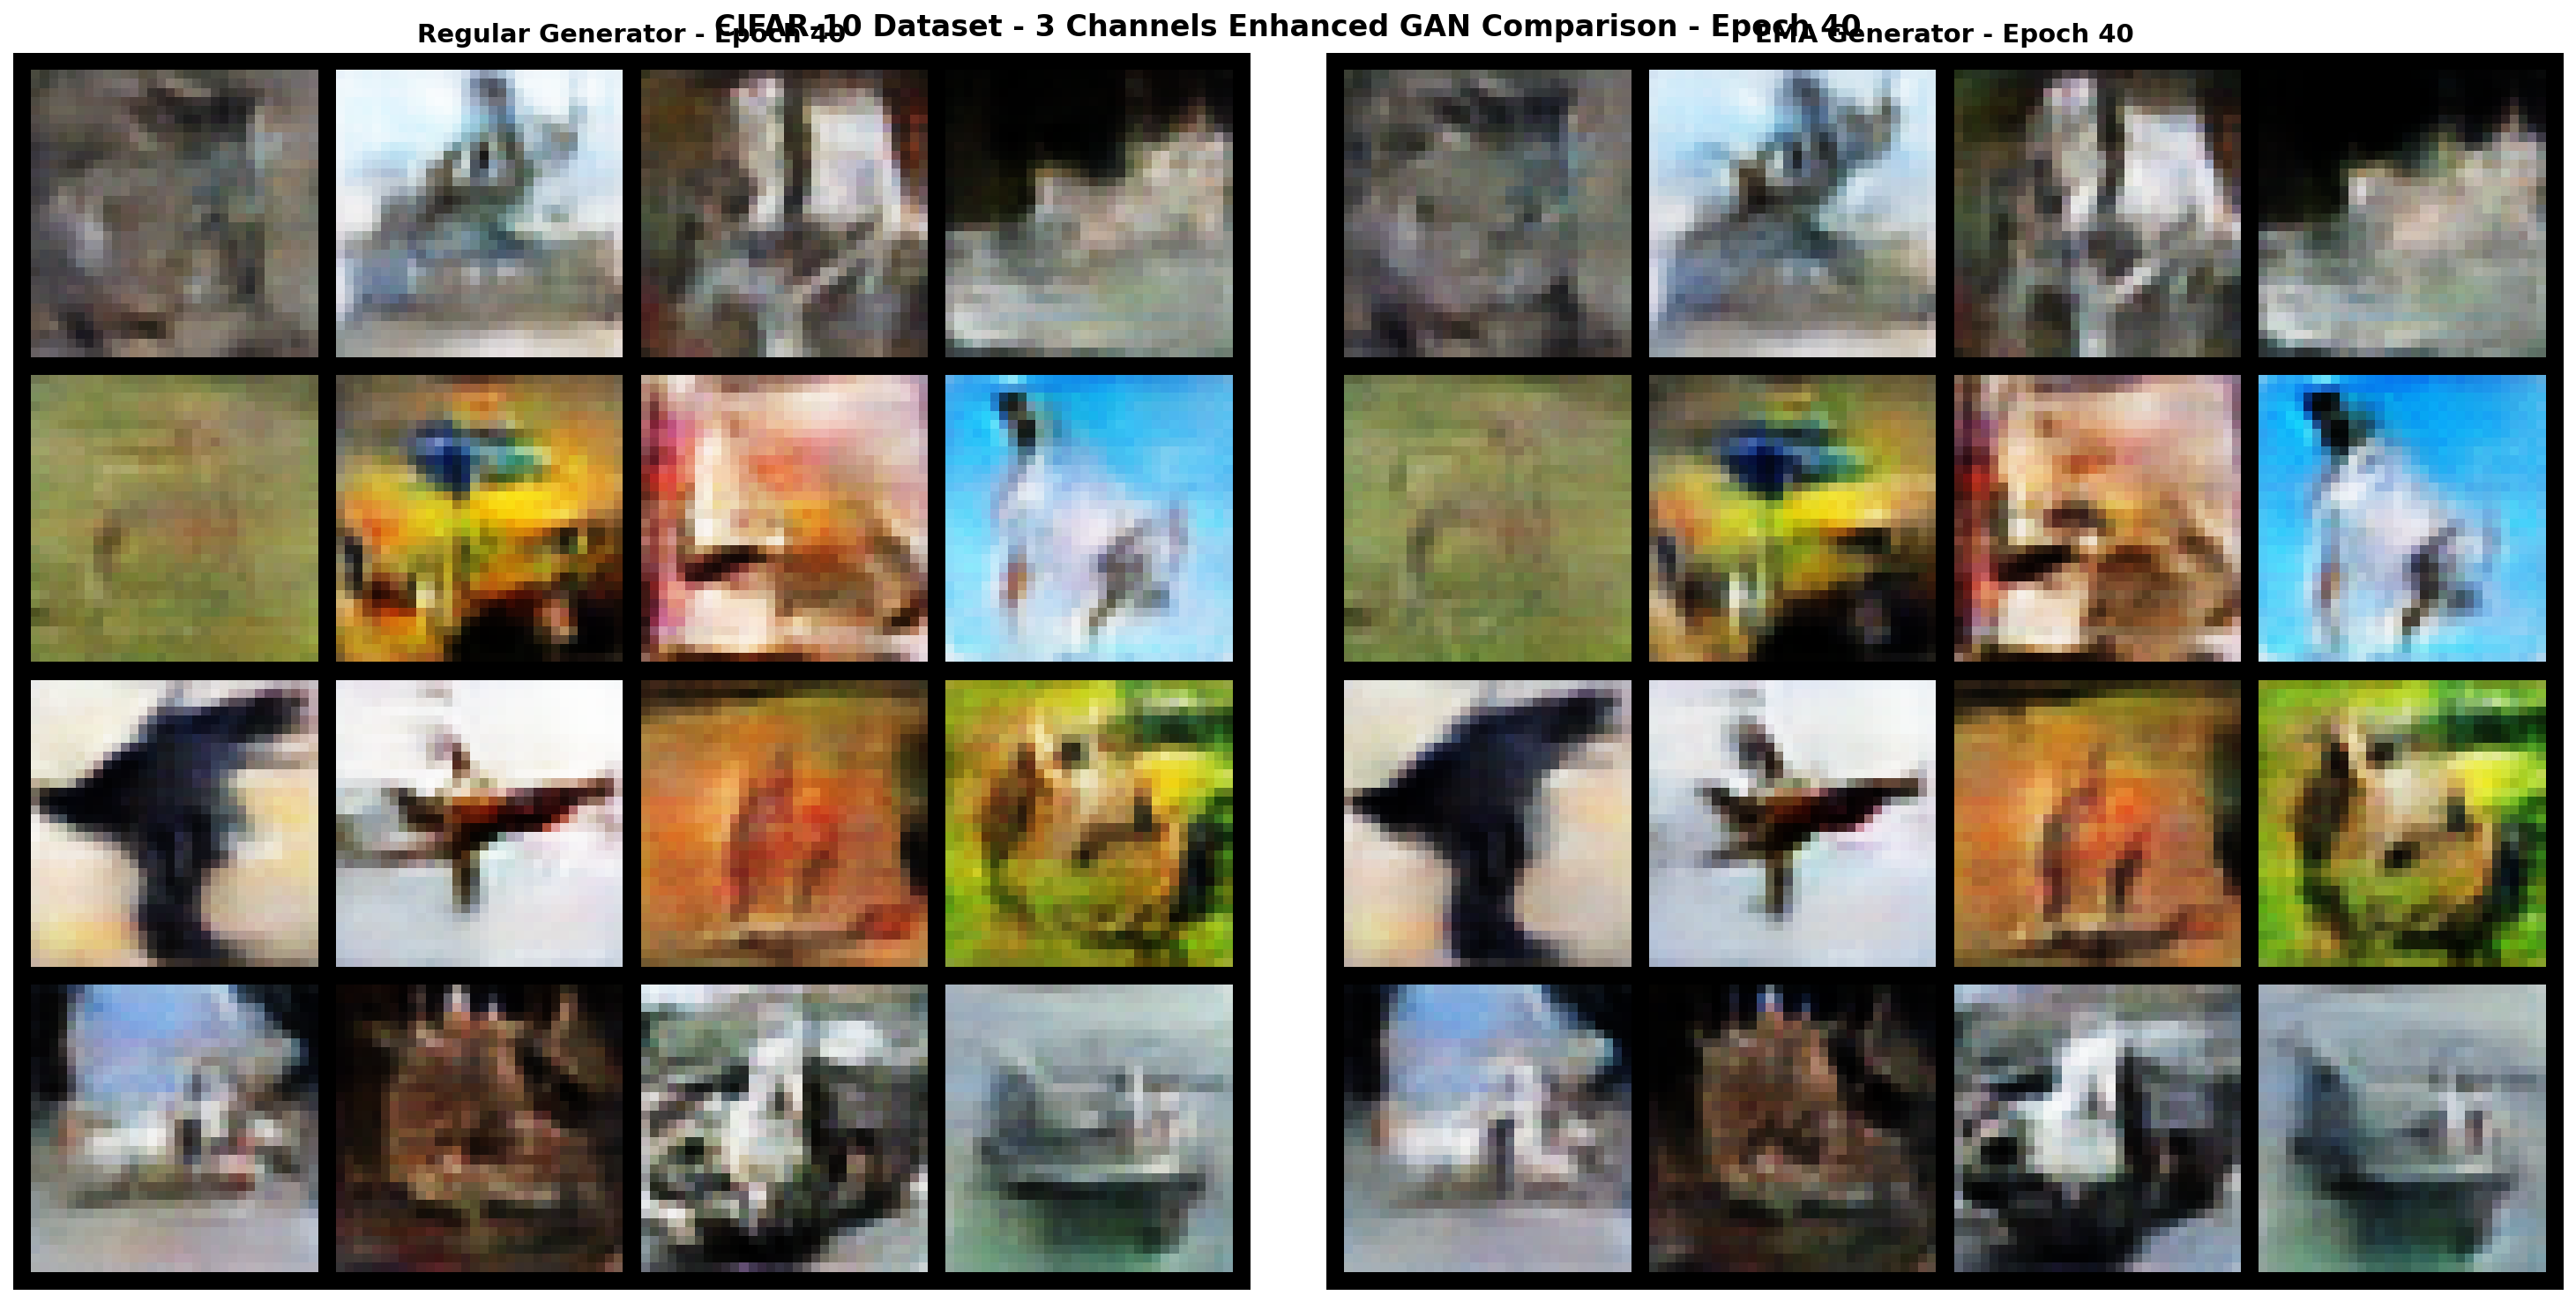 CIFAR-10 Dataset - 3 Channels Enhanced GAN Comparison - Epoch 40
Regular Generator - Epoch 40
EMA Generator - Epoch 40